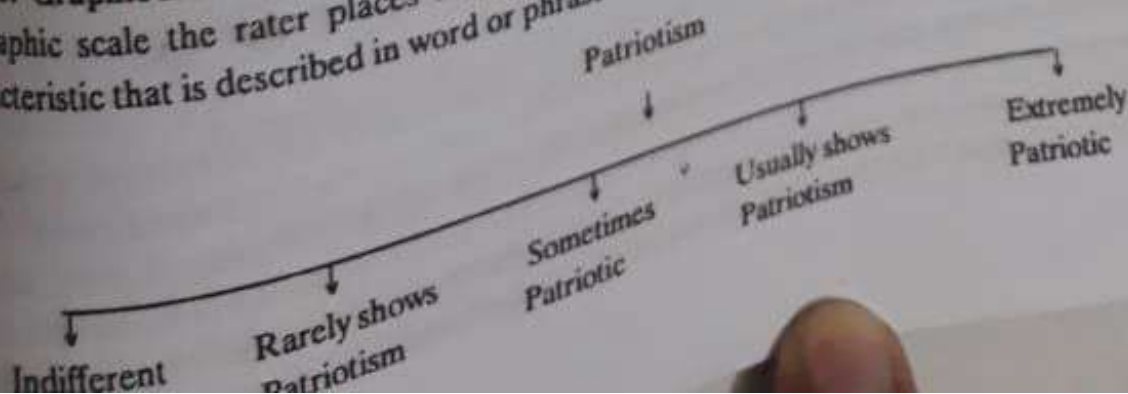 aphic scale the rater places
cteristic that is described in word or
Patriotism
Indifferent
Rarely shows
Patriotism
Sometimes
Patriotic
Usually shows
Patriotism
Extremely
Patriotic